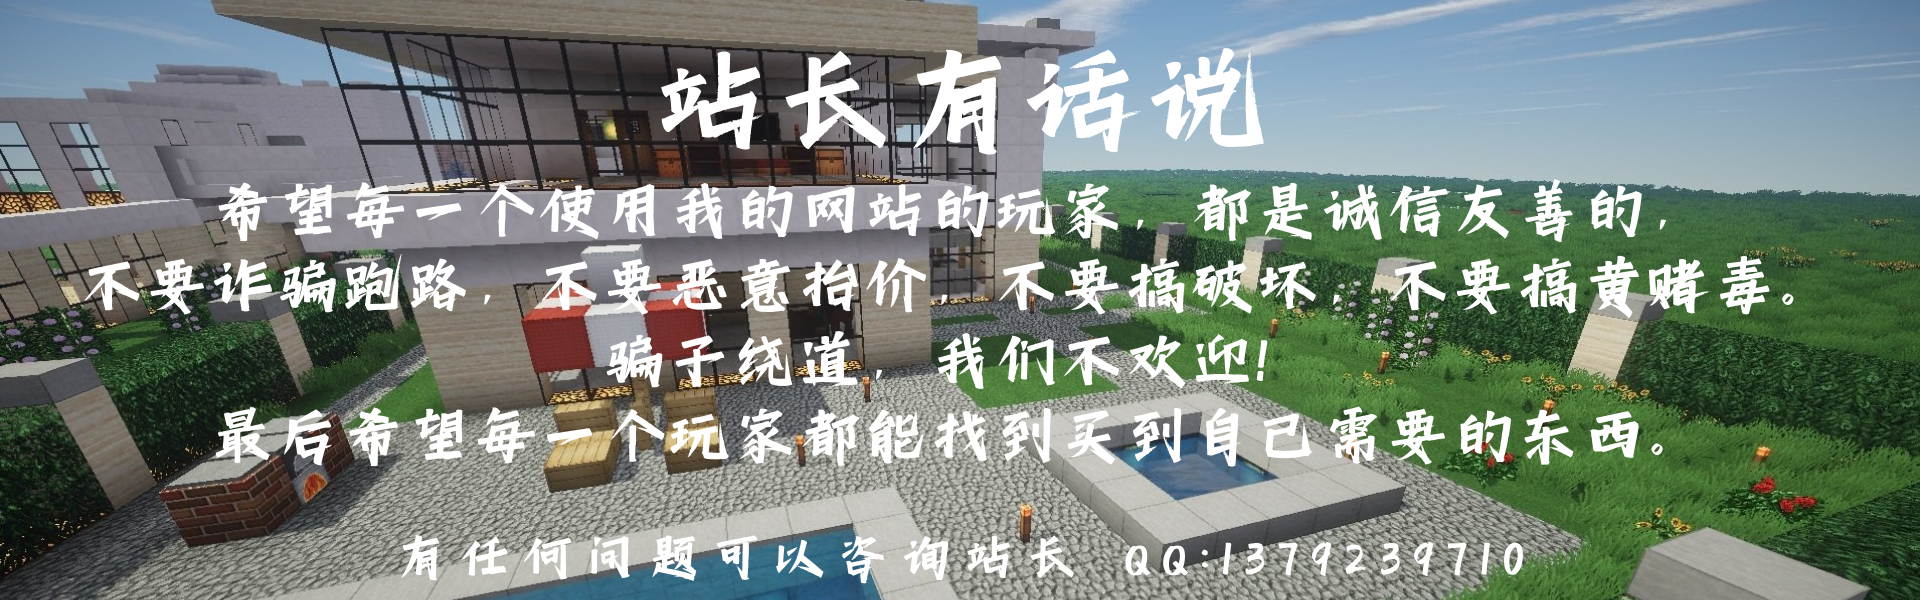 站长有话说
希望每一个使用我的网站的玩家，都是诚信友善的，
不要诈骗跑路，不要恶意抬价，不要搞破坏，不要搞黄赌毒。
骗子绕道，我们不欢迎！
最后希望每一个玩家都能找到买到自己需要的东西。
有任何问题可以咨询站长 QQ:1379239710